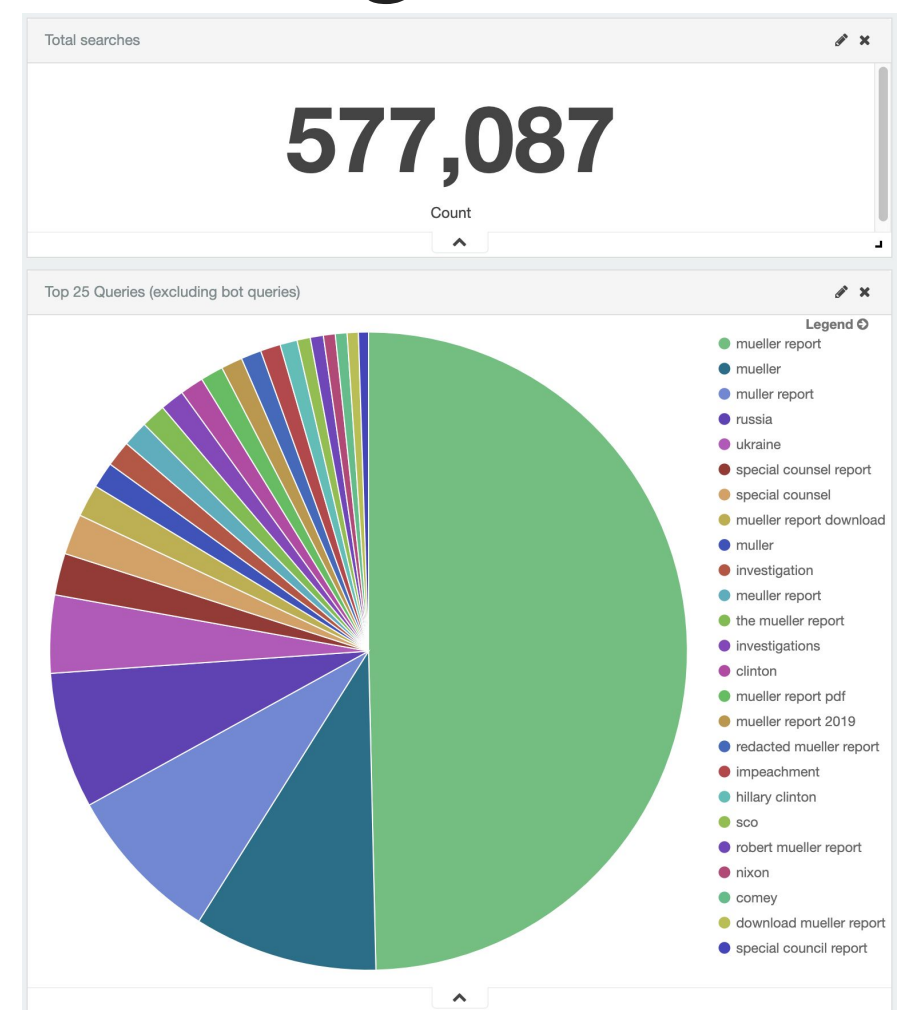 Total searches
577,087
Count
Top 25 Queries (excluding bot queries)
Legend
mueller report
mueller
muller report
russia
ukraine
special counsel report
special counsel
mueller report download
muller
investigation
meuller report
the mueller report
investigations
clinton
mueller report pdf
mueller report 2019
redacted mueller report
impeachment
hillary clinton
sco
robert mueller report
nixon
comey
download mueller report
special council report